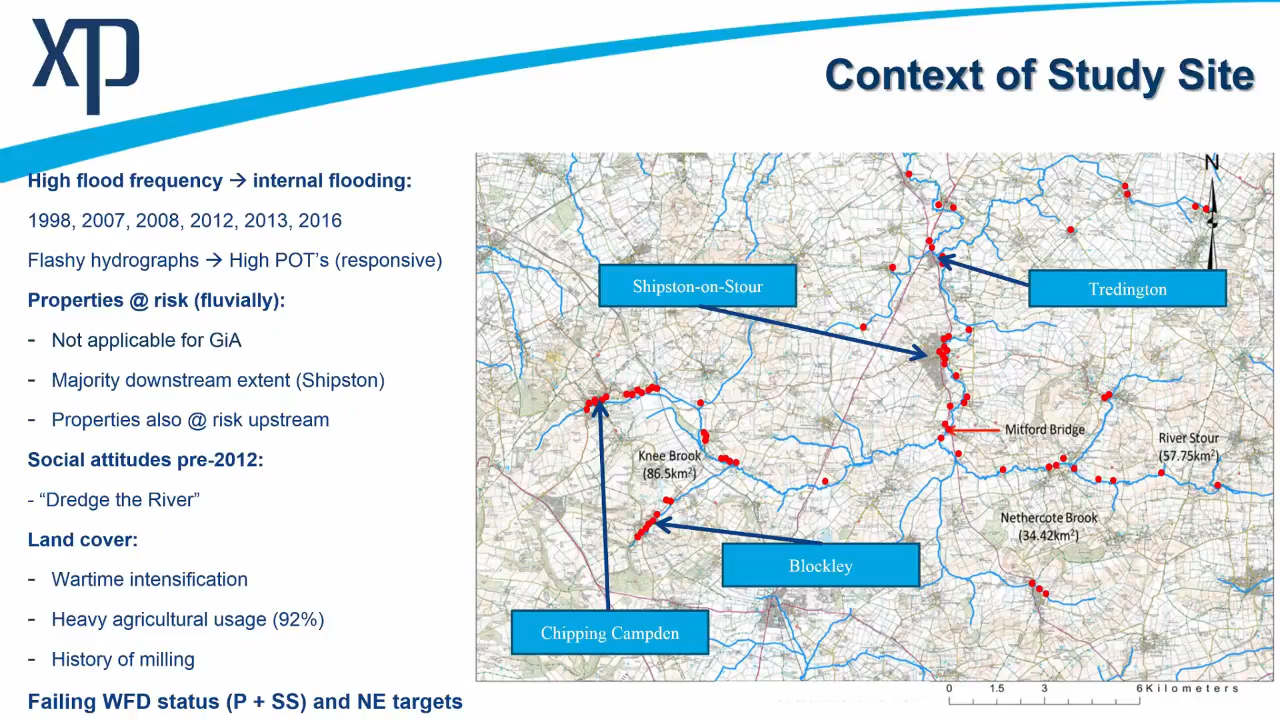 xp
Context of Study Site
High flood frequency → internal flooding:
1998, 2007, 2008, 2012, 2013, 2016
Flashy hydrographs → High POT's (responsive)
Properties @ risk (fluvially):
- Not applicable for GiA
- Majority downstream extent (Shipston)
- Properties also @ risk upstream
Social attitudes pre-2012:
- “Dredge the River”
Land cover:
- Wartime intensification
- Heavy agricultural usage (92%)
- History of milling
Failing WFD status (P + SS) and NE targets
N
Shipston-on-Stour
Tredington
Mitford Bridge
River Stour
(57.75km²)
Knee Brook
(86.5km²)
Nethercote Brook
(34.42km²)
Blockley
Chipping Campden
0 1.5 3 6 Kilometers